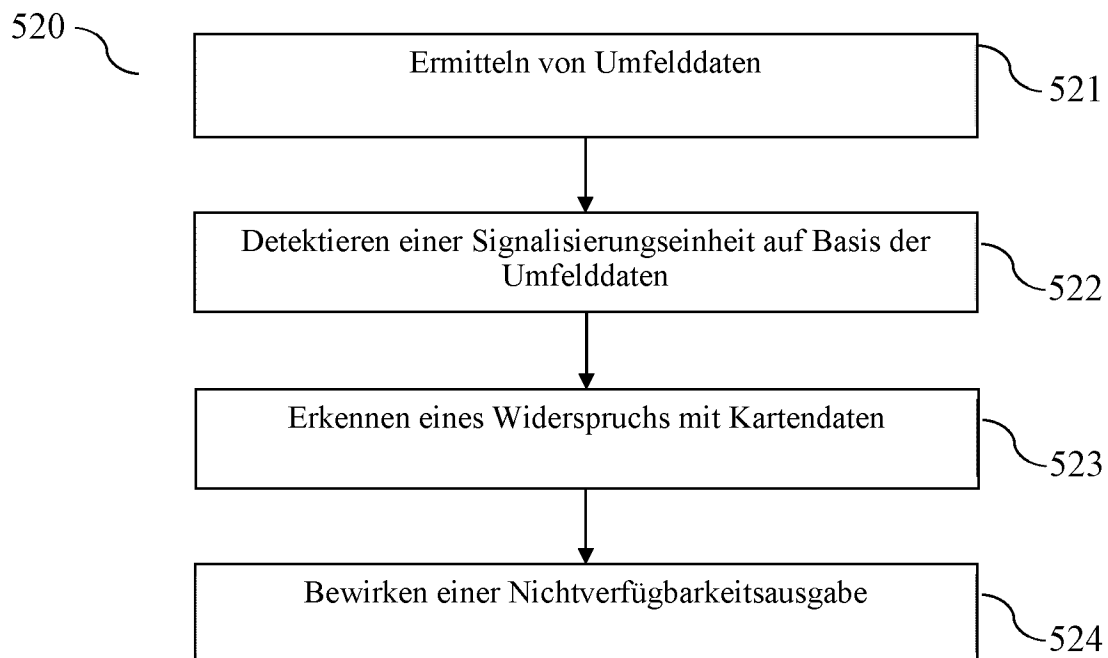 520
Ermitteln von Umfelddaten
521
Detektieren einer Signalisierungseinheit auf Basis der
Umfelddaten
522
Erkennen eines Widerspruchs mit Kartendaten
523
Bewirken einer Nichtverfügbarkeitsausgabe
524